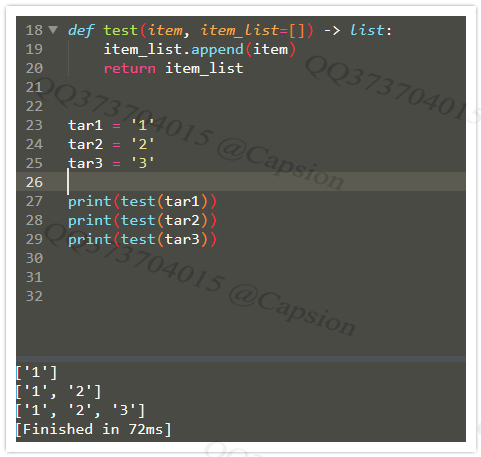 18 def test(item, item_list=[]) -> list:
19     item_list.append(item)
20     return item_list
21
22
23 tar1 = '1'
24 tar2 = '2'
25 tar3 = '3'
26
27 print(test(tar1))
28 print(test(tar2))
29 print(test(tar3))
30
31
32
['1']
['1', '2']
['1', '2', '3']
[Finished in 72ms]
QQ373704015 @Capsion
QQ373704015
QQ373704015 @Capsion